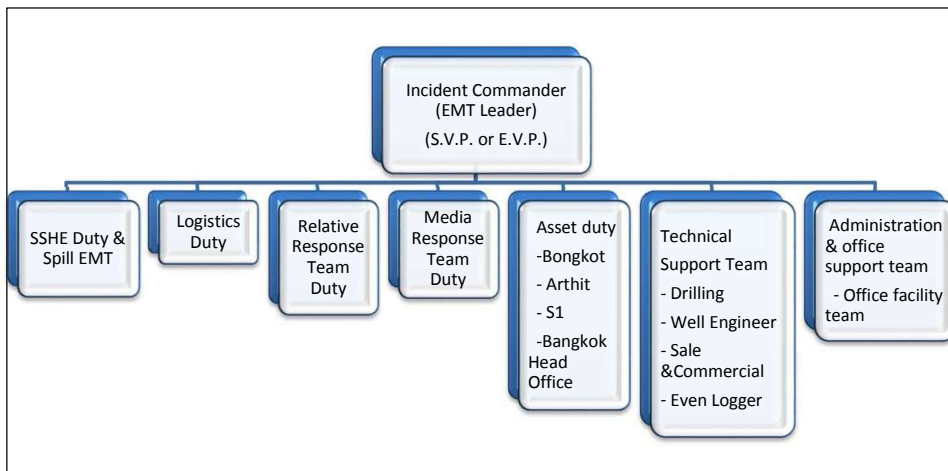 Incident Commander
(EMT Leader)
(S.V.P. or E.V.P.)
SSHE Duty &
Spill EMT
Logistics
Duty
Relative
Response
Team
Duty
Media
Response
Team
Duty
Asset duty
-Bongkot
- Arthit
- S1
-Bangkok
Head
Office
Technical
Support Team
- Drilling
- Well Engineer
- Sale
&Commercial
- Even Logger
Administration
& office
support team
- Office facility
team